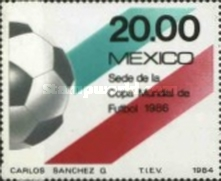 20.00
MEXICO
Sede de la
Copa Mundial de
Futbol 1986
CARLOS SANCHEZ G. T.I.E.V. 1984